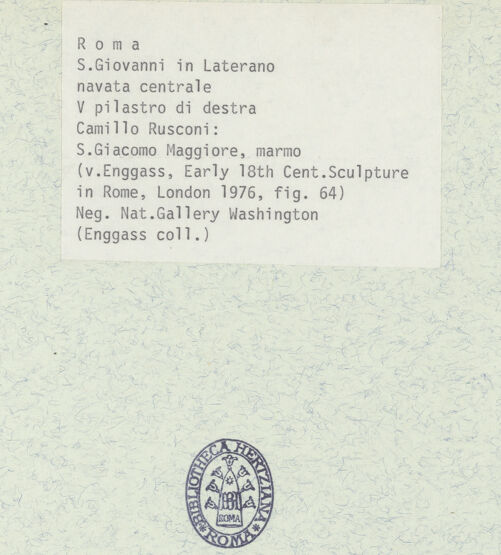 R o m a
S.Giovanni in Laterano
navata centrale
V pilastro di destra
Camillo Rusconi:
S.Giacomo Maggiore, marmo
(v.Enggass, Early 18th Cent.Sculpture
in Rome, London 1976, fig. 64)
Neg. Nat.Gallery Washington
(Enggass coll.)
BIBLIOTHECA HERTZIANA
ROMA
ROMA